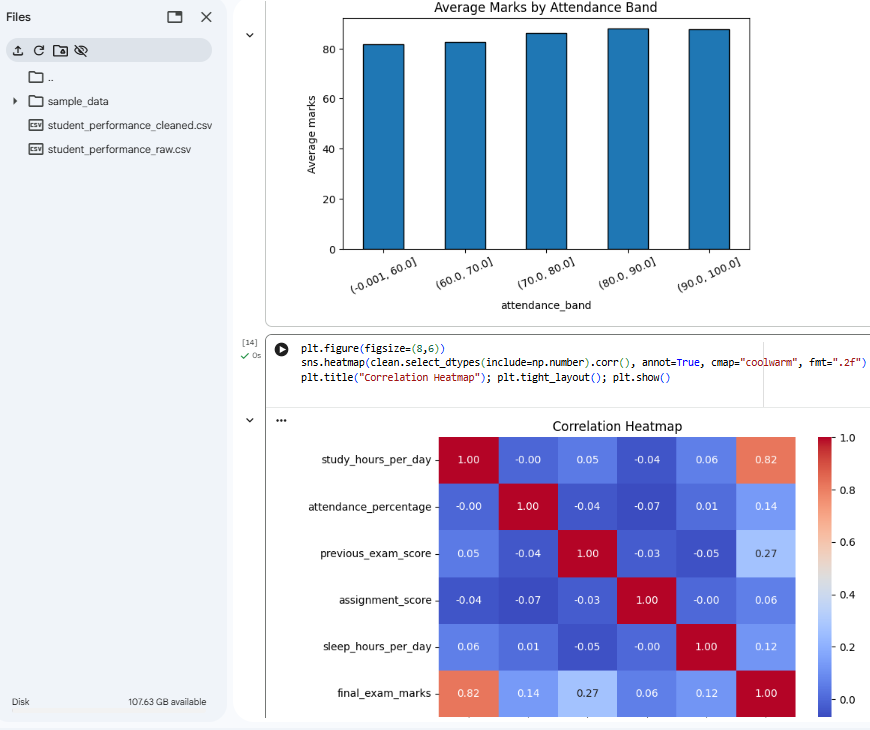 Files
..
sample_data
student_performance_cleaned.csv
student_performance_raw.csv
Disk
107.63 GB available
Average Marks by Attendance Band
Average marks
80
60
40
20
0
(-0.001, 60.0]
(60.0, 70.0]
(70.0, 80.0]
(80.0, 90.0]
(90.0, 100.0]
attendance_band
[14]
0s
plt.figure(figsize=(8,6))
sns.heatmap(clean.select_dtypes(include=np.number).corr(), annot=True, cmap="coolwarm", fmt=".2f")
plt.title("Correlation Heatmap"); plt.tight_layout(); plt.show()
Correlation Heatmap
study_hours_per_day 1.00 -0.00 0.05 -0.04 0.06 0.82
attendance_percentage -0.00 1.00 -0.04 -0.07 0.01 0.14
previous_exam_score 0.05 -0.04 1.00 -0.03 -0.05 0.27
assignment_score -0.04 -0.07 -0.03 1.00 -0.00 0.06
sleep_hours_per_day 0.06 0.01 -0.05 -0.00 1.00 0.12
final_exam_marks 0.82 0.14 0.27 0.06 0.12 1.00
1.0
0.8
0.6
0.4
0.2
0.0